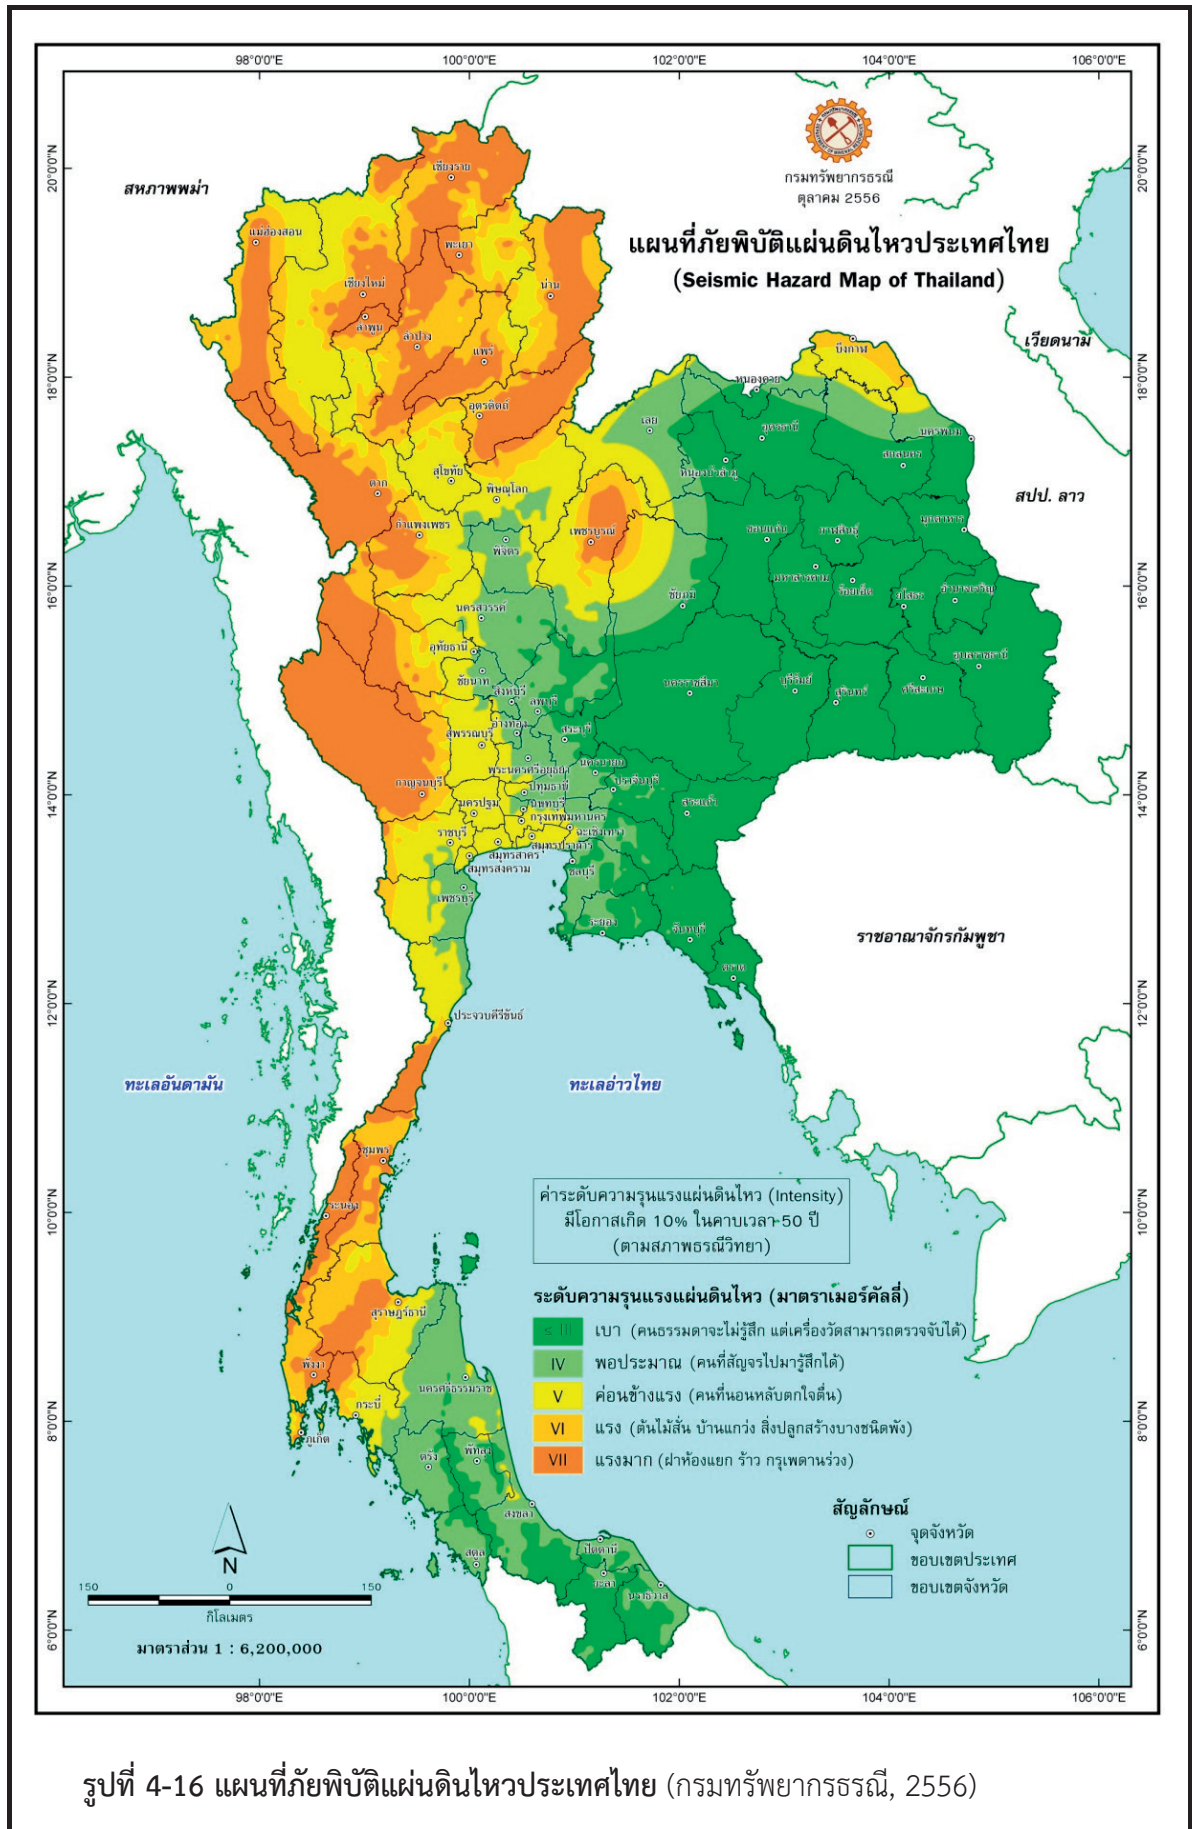 98°0'0"E 100°0'0"E 102°0'0"E 104°0'0"E 106°0'0"E
20°0'0"N 20°0'0"N
18°0'0"N 18°0'0"N
16°0'0"N 16°0'0"N
14°0'0"N 14°0'0"N
12°0'0"N 12°0'0"N
10°0'0"N 10°0'0"N
8°0'0"N 8°0'0"N
6°0'0"N 6°0'0"N
กรมทรัพยากรธรณี
ตุลาคม 2556
แผนที่ภัยพิบัติแผ่นดินไหวประเทศไทย
(Seismic Hazard Map of Thailand)
สหภาพพม่า
เวียดนาม
สปป. ลาว
ราชอาณาจักรกัมพูชา
ทะเลอันดามัน
ทะเลอ่าวไทย
เชียงราย
แม่ฮ่องสอน
พะเยา
เชียงใหม่
น่าน
ลำพูน
ลำปาง
แพร่
อุตรดิตถ์
บึงกาฬ
หนองคาย
เลย
อุดรธานี
นครพนม
สกลนคร
หนองบัวลำภู
สุโขทัย
ตาก
พิษณุโลก
กำแพงเพชร
พิจิตร
เพชรบูรณ์
ขอนแก่น
กาฬสินธุ์
มุกดาหาร
มหาสารคาม
ร้อยเอ็ด
ยโสธร
อำนาจเจริญ
ชัยภูมิ
นครสวรรค์
อุทัยธานี
ชัยนาท
สิงห์บุรี
ลพบุรี
อ่างทอง
สระบุรี
สุพรรณบุรี
นครราชสีมา
บุรีรัมย์
สุรินทร์
ศรีสะเกษ
อุบลราชธานี
พระนครศรีอยุธยา
นครนายก
ปราจีนบุรี
ปทุมธานี
กาญจนบุรี
นครปฐม
นนทบุรี
กรุงเทพมหานคร
สระแก้ว
ราชบุรี
ฉะเชิงเทรา
สมุทรปราการ
สมุทรสาคร
สมุทรสงคราม
ชลบุรี
เพชรบุรี
ระยอง
จันทบุรี
ตราด
ประจวบคีรีขันธ์
ชุมพร
ระนอง
สุราษฎร์ธานี
พังงา
กระบี่
นครศรีธรรมราช
ภูเก็ต
ตรัง
พัทลุง
สงขลา
สตูล
ปัตตานี
ยะลา
นราธิวาส
ค่าระดับความรุนแรงแผ่นดินไหว (Intensity)
มีโอกาสเกิด 10% ในคาบเวลา 50 ปี
(ตามสภาพธรณีวิทยา)
ระดับความรุนแรงแผ่นดินไหว (มาตราเมอร์คัลลี่)
≤ III เบา (คนธรรมดาจะไม่รู้สึก แต่เครื่องวัดสามารถตรวจจับได้)
IV พอประมาณ (คนที่สัญจรไปมารู้สึกได้)
V ค่อนข้างแรง (คนที่นอนหลับตกใจตื่น)
VI แรง (ต้นไม้สั่น บ้านแกว่ง สิ่งปลูกสร้างบางชนิดพัง)
VII แรงมาก (ฝาห้องแยก ร้าว กรุเพดานร่วง)
สัญลักษณ์
จุดจังหวัด
ขอบเขตประเทศ
ขอบเขตจังหวัด
N
150 0 150
กิโลเมตร
มาตราส่วน 1 : 6,200,000
98°0'0"E 100°0'0"E 102°0'0"E 104°0'0"E 106°0'0"E
รูปที่ 4-16 แผนที่ภัยพิบัติแผ่นดินไหวประเทศไทย (กรมทรัพยากรธรณี, 2556)